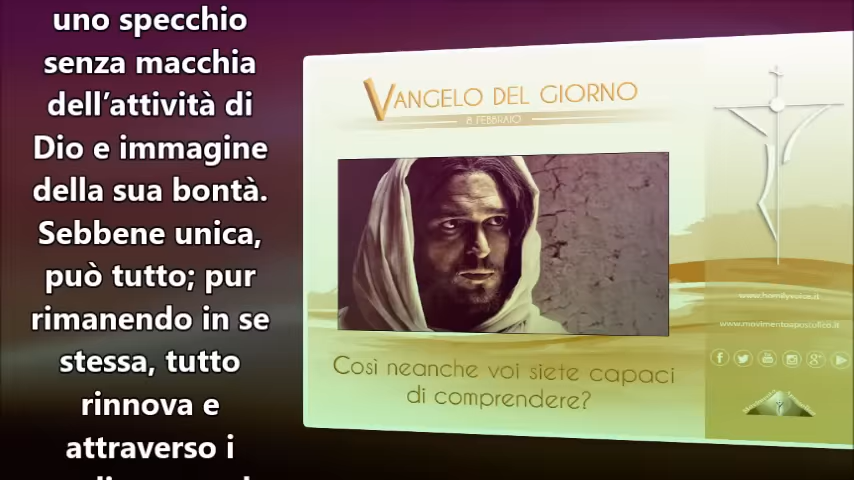 uno specchio
senza macchia
dell’attività di
Dio e immagine
della sua bontà.
Sebbene unica,
può tutto; pur
rimanendo in se
stessa, tutto
rinnova e
attraverso i
VANGELO DEL GIORNO
8 FEBBRAIO
Così neanche voi siete capaci
di comprendere?
www.homilyvoice.it
www.movimentoapostolico.it